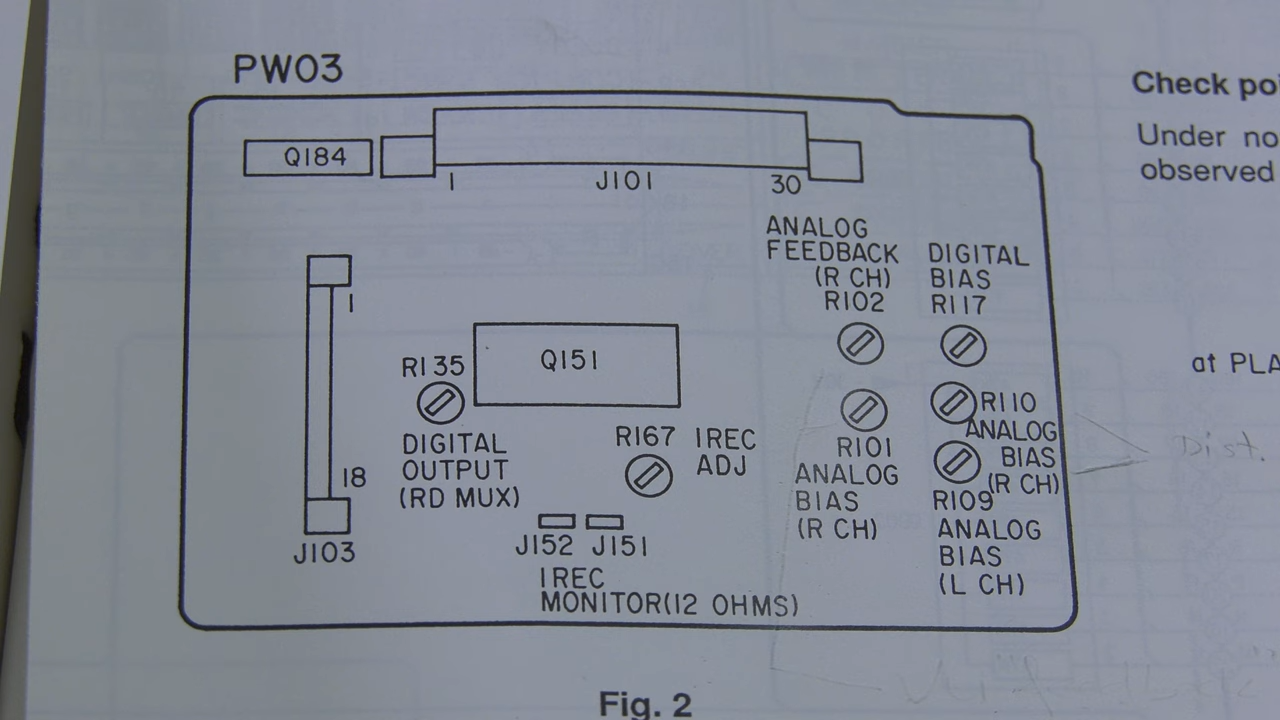 PW03
Check poi
Under no
observed
Q184
1
J101
30
ANALOG
FEEDBACK
(R CH)
R102
DIGITAL
BIAS
R117
1
at PLA
R135
Q151
R110
ANALOG
BIAS
(R CH)
Dist.
DIGITAL
OUTPUT
(RD MUX)
R167
IREC
ADJ
R101
ANALOG
BIAS
(R CH)
R109
ANALOG
BIAS
(L CH)
18
J103
J152 J151
IREC
MONITOR(12 OHMS)
Fig. 2